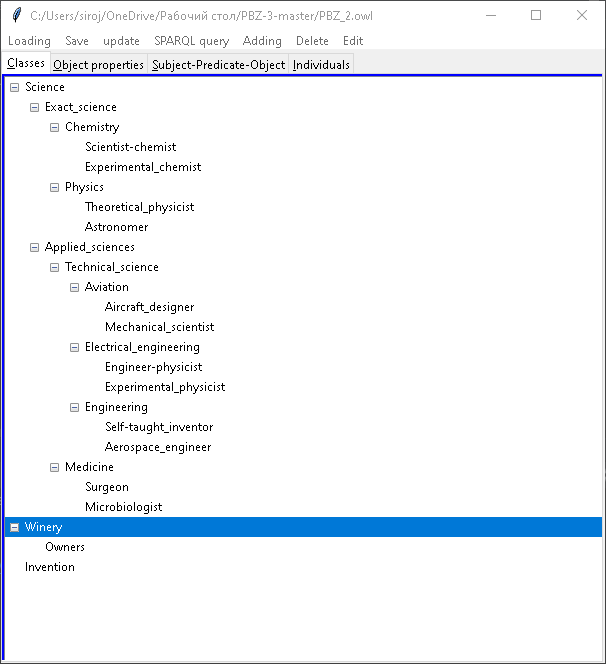 C:/Users/siroj/OneDrive/Рабочий стол/PBZ-3-master/PBZ_2.owl
Loading Save update SPARQL query Adding Delete Edit
Classes Object properties Subject-Predicate-Object Individuals
Science
Exact_science
Chemistry
Scientist-chemist
Experimental_chemist
Physics
Theoretical_physicist
Astronomer
Applied_sciences
Technical_science
Aviation
Aircraft_designer
Mechanical_scientist
Electrical_engineering
Engineer-physicist
Experimental_physicist
Engineering
Self-taught_inventor
Aerospace_engineer
Medicine
Surgeon
Microbiologist
Winery
Owners
Invention